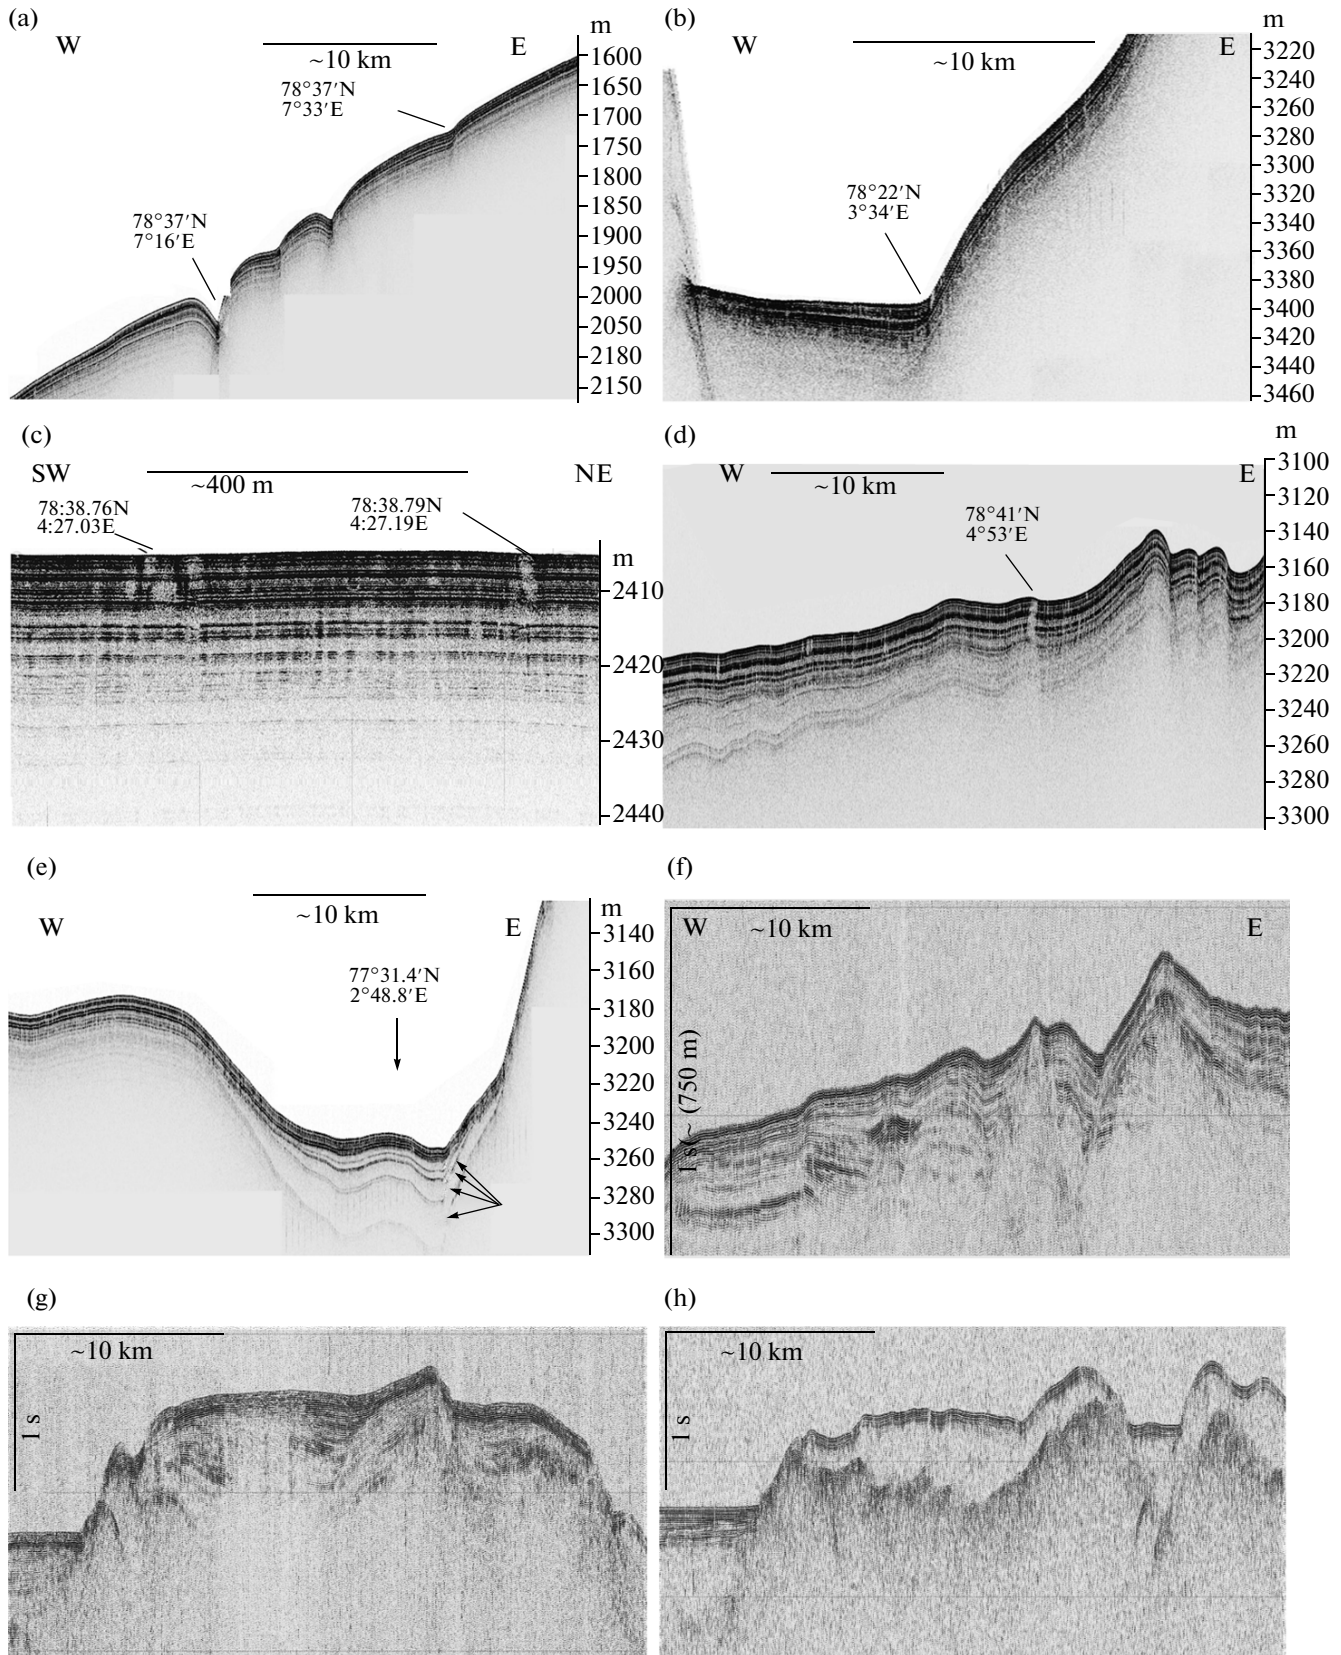 (a)
W
E
m
~10 km
78°37′N
7°33′E
78°37′N
7°16′E
1600
1650
1700
1750
1800
1850
1900
1950
2000
2050
2180
2150
(b)
W
E
m
~10 km
78°22′N
3°34′E
3220
3240
3260
3280
3300
3320
3340
3360
3380
3400
3420
3440
3460
(c)
SW
NE
~400 m
78:38.76N
4:27.03E
78:38.79N
4:27.19E
m
2410
2420
2430
2440
(d)
W
E
m
~10 km
78°41′N
4°53′E
3100
3120
3140
3160
3180
3200
3220
3240
3260
3280
3300
(e)
W
E
m
~10 km
77°31.4′N
2°48.8′E
3140
3160
3180
3200
3220
3240
3260
3280
3300
(f)
W
E
~10 km
1 s(~ (750 m)
(g)
~10 km
1 s
(h)
~10 km
1 s